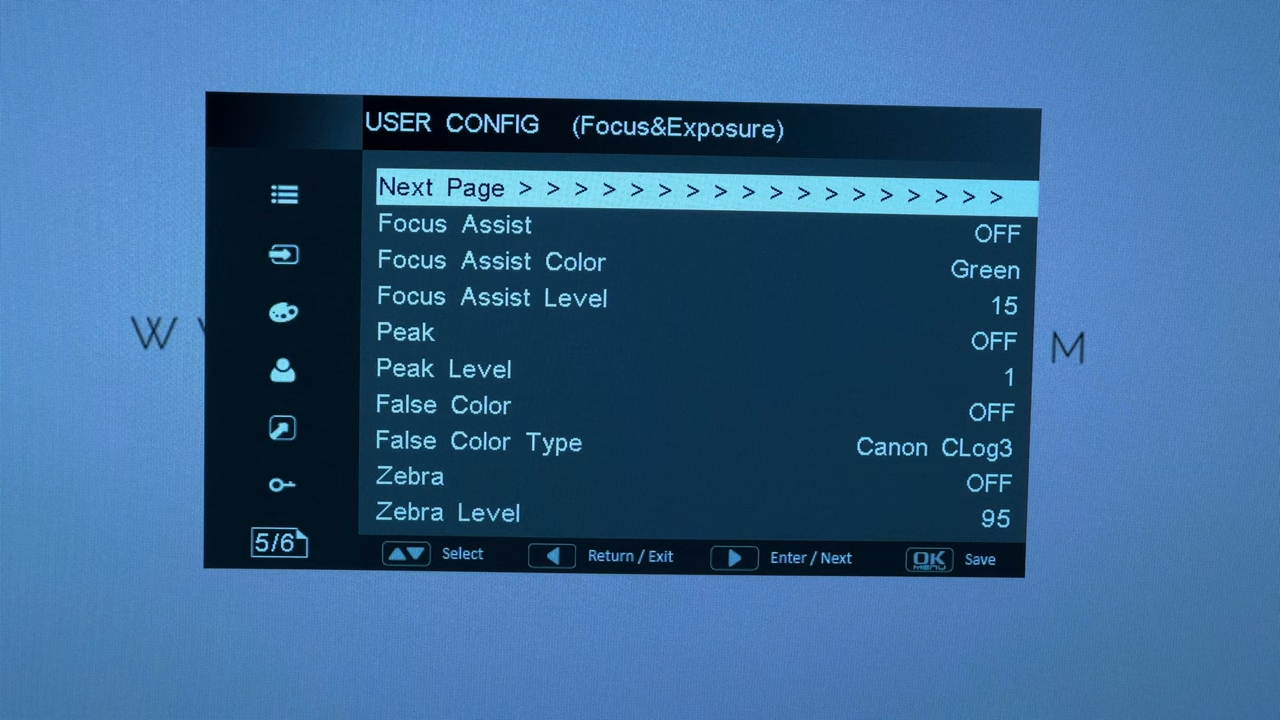 USER CONFIG (Focus&Exposure)
Next Page > > > > > > > > > > > > > > > > > >
Focus Assist OFF
Focus Assist Color Green
Focus Assist Level 15
Peak OFF
Peak Level 1
False Color OFF
False Color Type Canon CLog3
Zebra OFF
Zebra Level 95
5/6
Select Return / Exit Enter / Next OK MENU Save
W
M